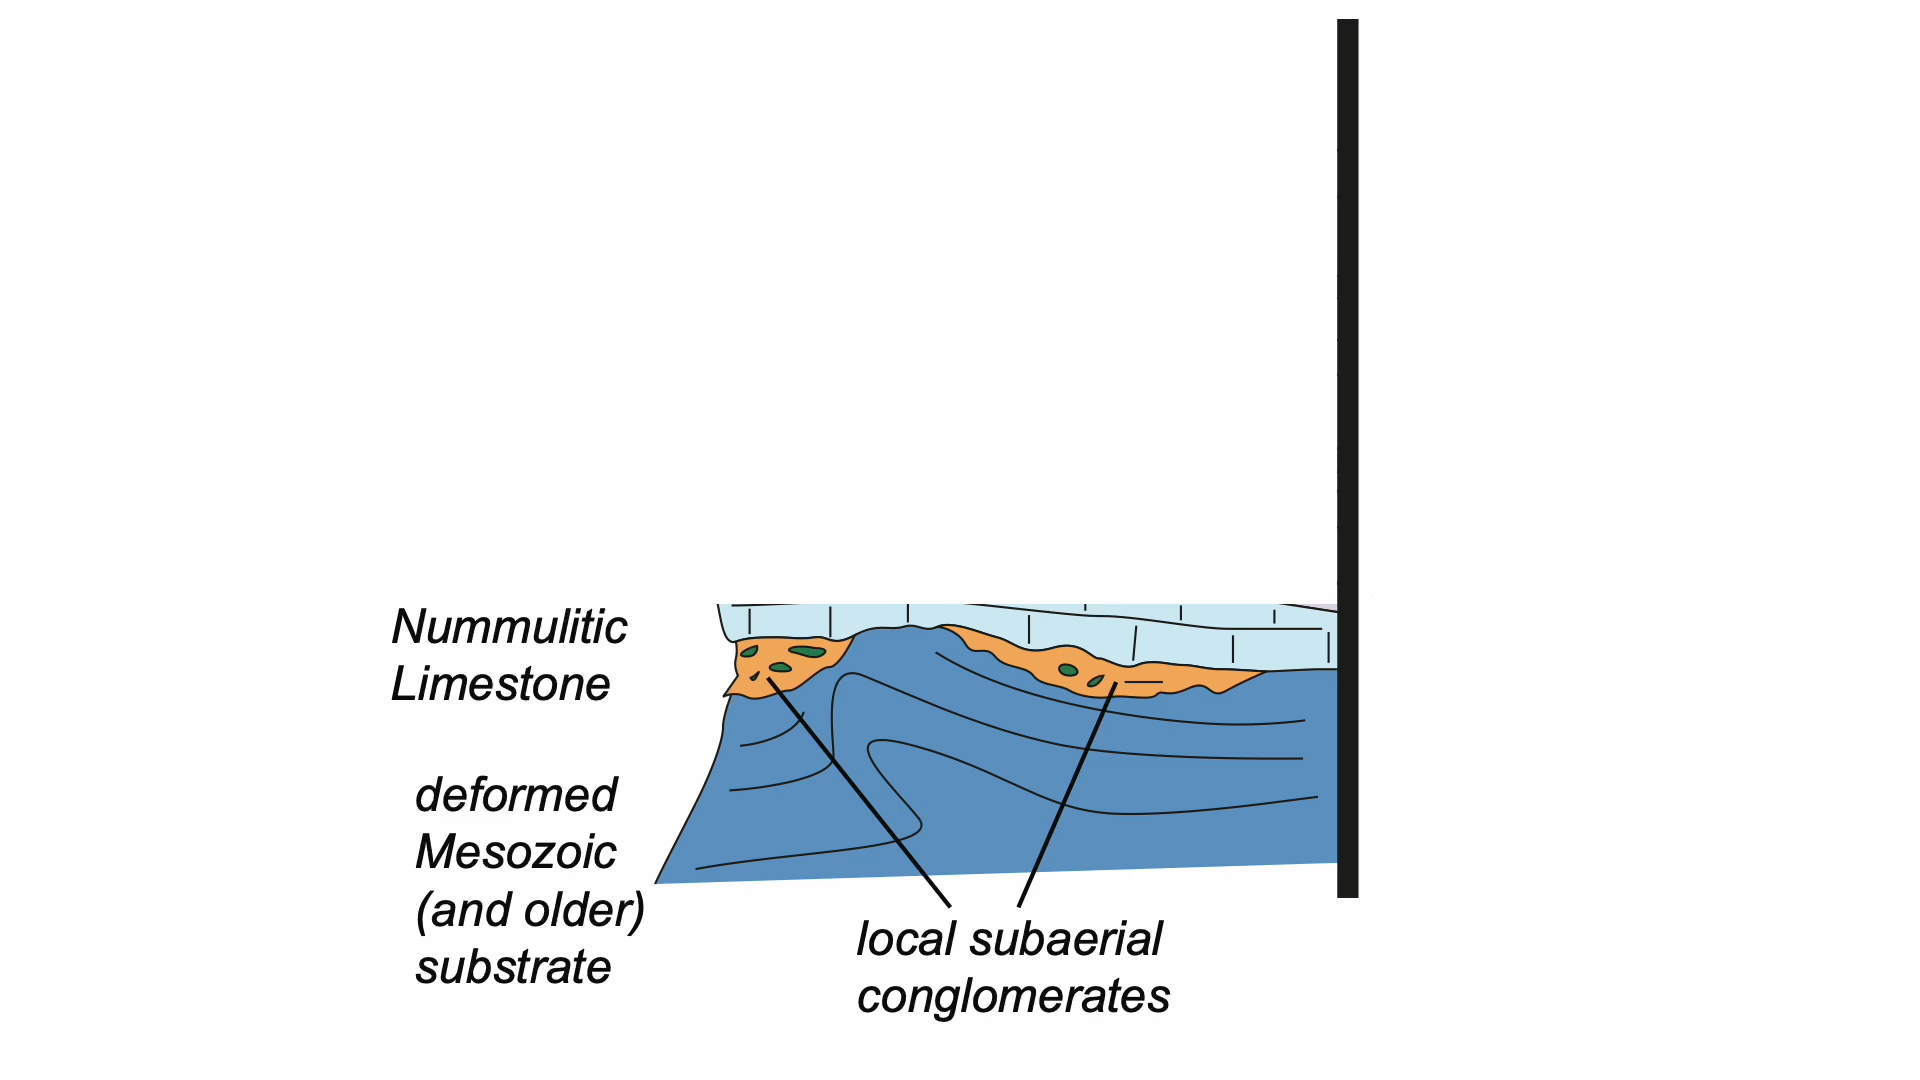 Nummulitic
Limestone
deformed
Mesozoic
(and older)
substrate
local subaerial
conglomerates